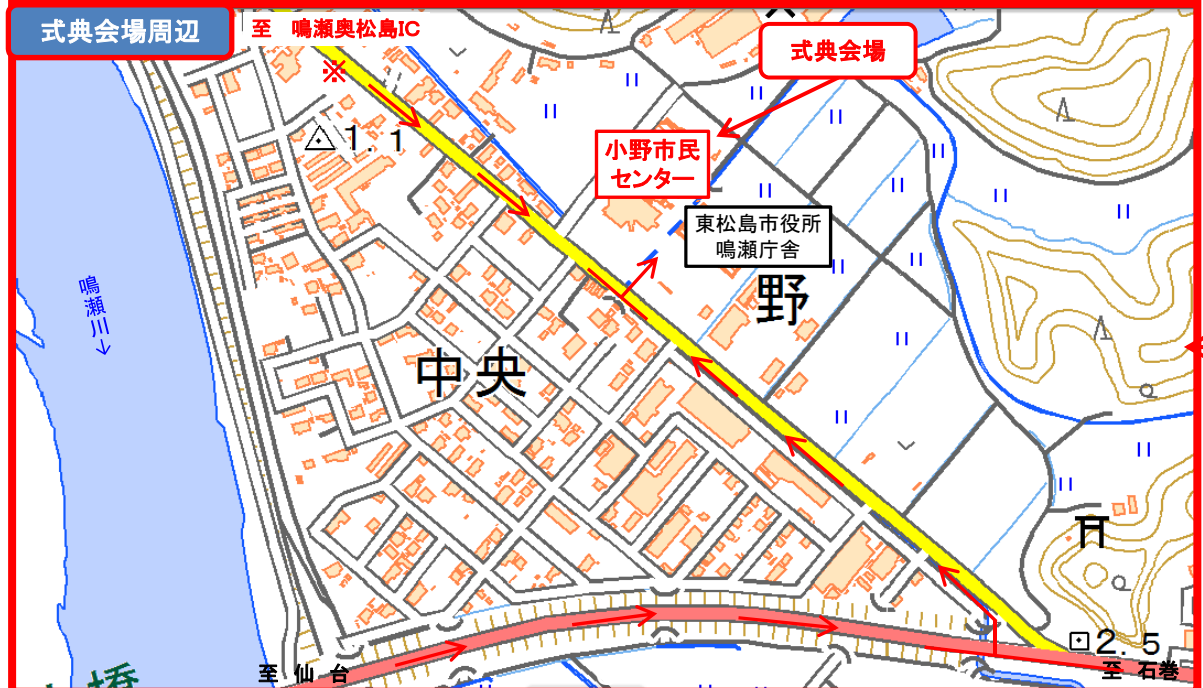 式典会場周辺
至 鳴瀬奥松島IC
※
式典会場
1.1
小野市民
センター
東松島市役所
鳴瀬庁舎
野
鳴瀬川→
中央
2.5
至 仙台
至 石巻